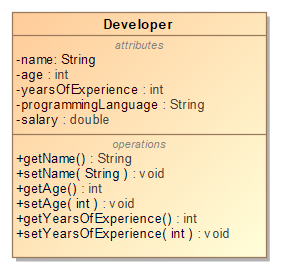 Developer
attributes
-name: String
-age : int
-yearsOfExperience : int
-programmingLanguage : String
-salary : double
operations
+getName() : String
+setName( String ) : void
+getAge() : int
+setAge( int ) : void
+getYearsOfExperience() : int
+setYearsOfExperience( int ) : void